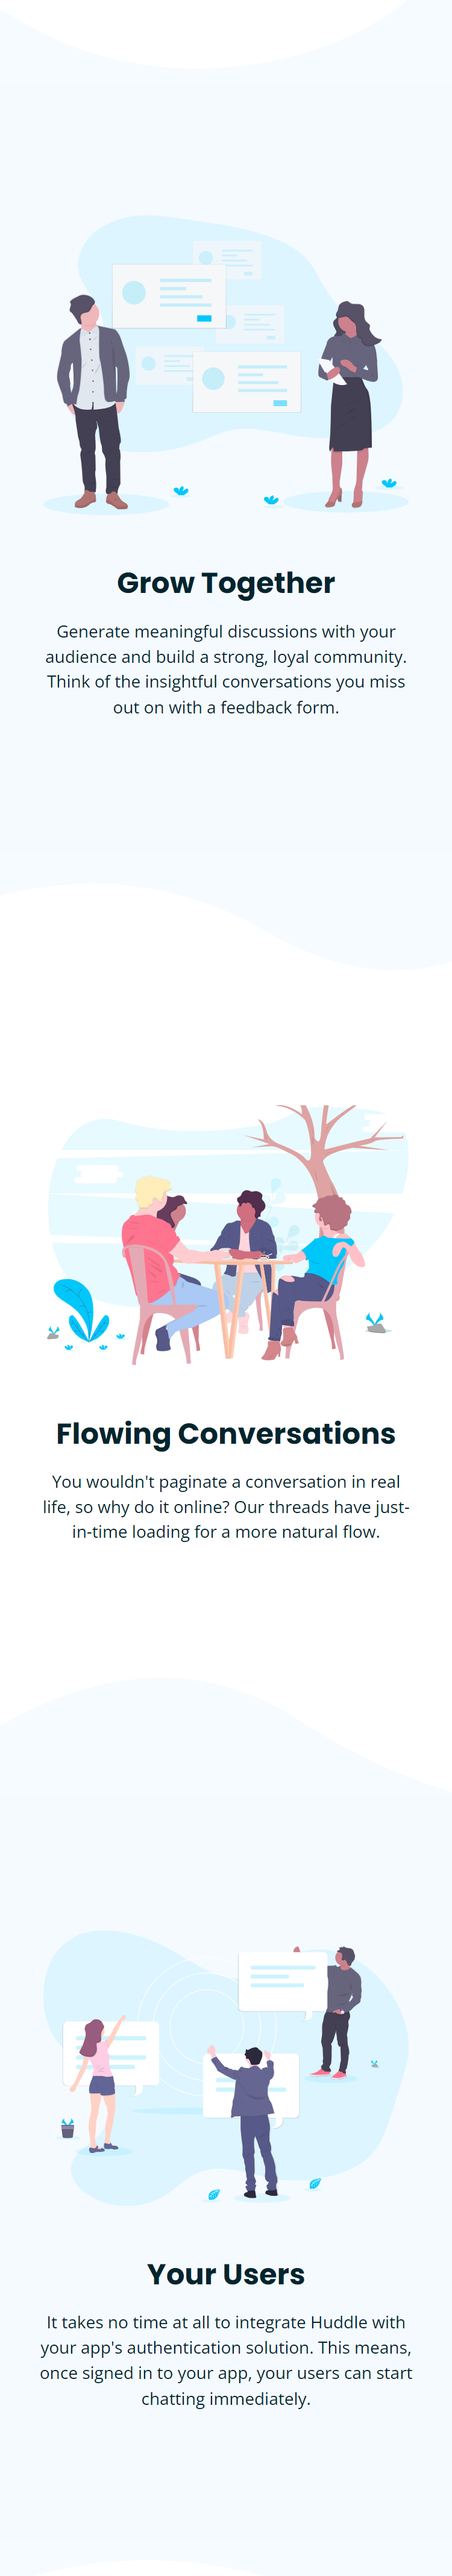 Grow Together
Generate meaningful discussions with your
audience and build a strong, loyal community.
Think of the insightful conversations you miss
out on with a feedback form.
Flowing Conversations
You wouldn't paginate a conversation in real
life, so why do it online? Our threads have just-
in-time loading for a more natural flow.
Your Users
It takes no time at all to integrate Huddle with
your app's authentication solution. This means,
once signed in to your app, your users can start
chatting immediately.